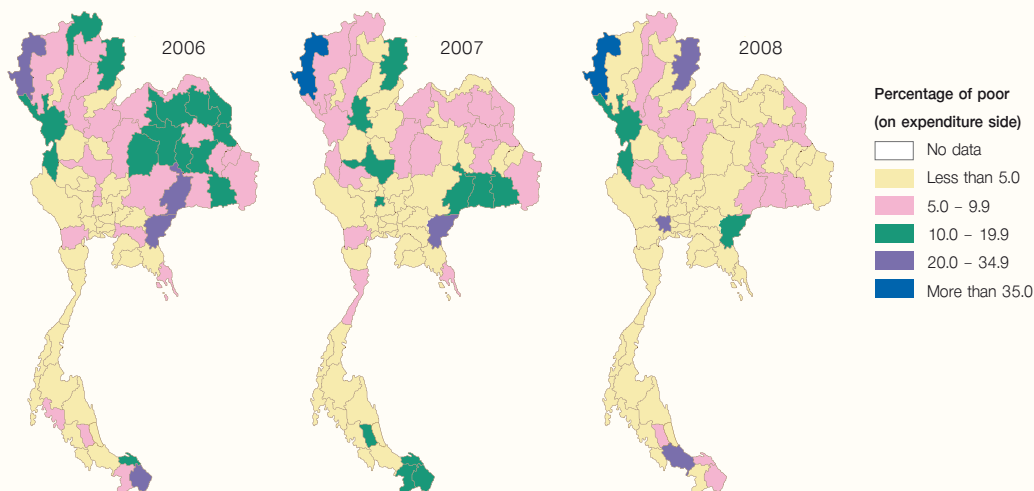 2006
2007
2008
Percentage of poor
(on expenditure side)
No data
Less than 5.0
5.0 – 9.9
10.0 – 19.9
20.0 – 34.9
More than 35.0